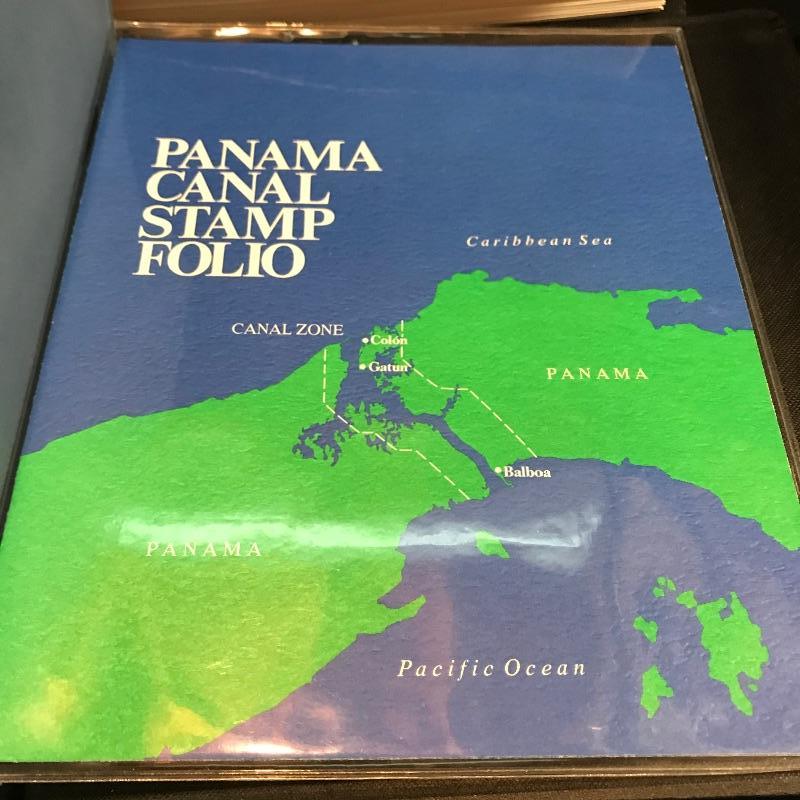 PANAMA
CANAL
STAMP
FOLIO
Caribbean Sea
CANAL ZONE
Colón
Gatun
PANAMA
Balboa
PANAMA
Pacific Ocean